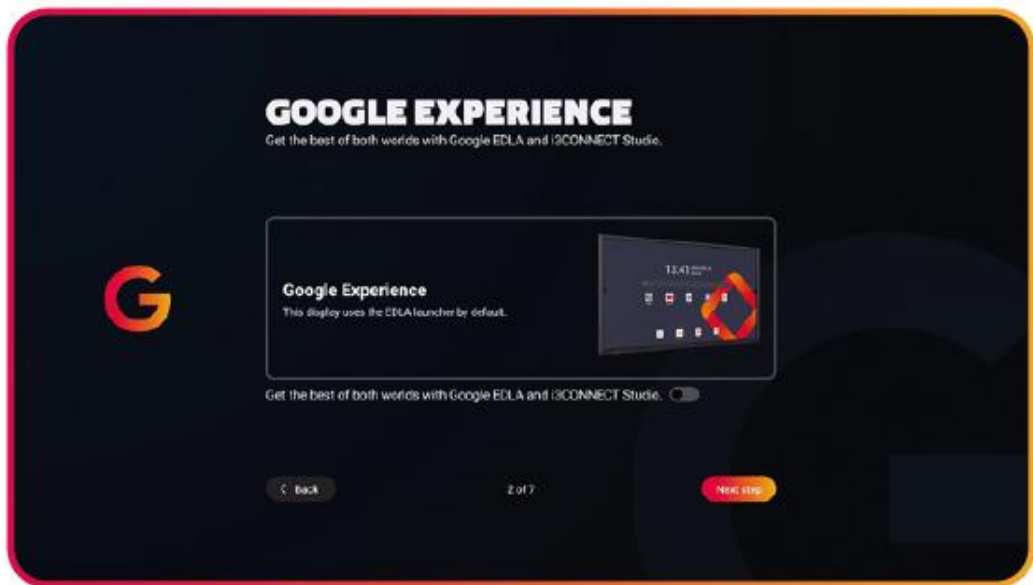 GOOGLE EXPERIENCE
Get the best of both worlds with Google EDLA and i3CONNECT Studio.
G
Google Experience
This display uses the EDLA launcher by default.
13.41
Get the best of both worlds with Google EDLA and i3CONNECT Studio.
Back
2 of 7
Next step